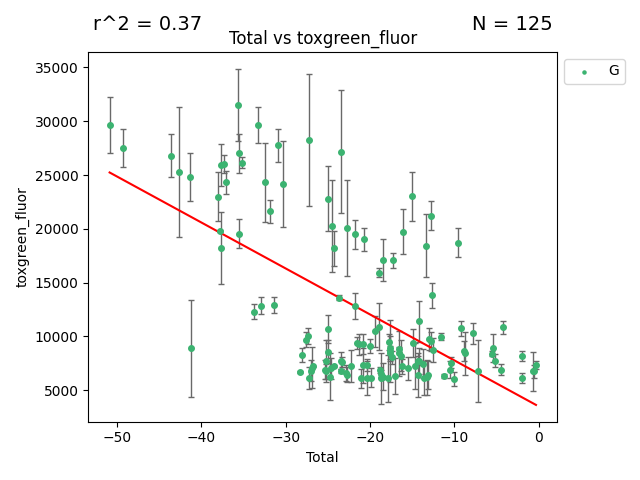 r^2 = 0.37
N = 125
Total vs toxgreen_fluor
G
35000
30000
25000
20000
15000
10000
5000
toxgreen_fluor
−50
−40
−30
−20
−10
0
Total